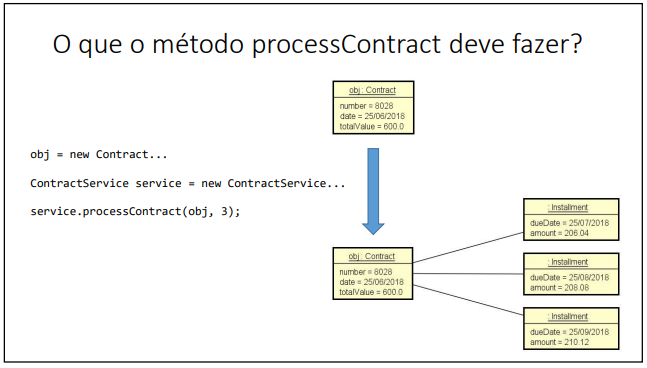 O que o método processContract deve fazer?
obj : Contract
number = 8028
date = 25/06/2018
totalValue = 600.0
obj = new Contract...
ContractService service = new ContractService...
service.processContract(obj, 3);
obj : Contract
number = 8028
date = 25/06/2018
totalValue = 600.0
: Installment
dueDate = 25/07/2018
amount = 206.04
: Installment
dueDate = 25/08/2018
amount = 208.08
: Installment
dueDate = 25/09/2018
amount = 210.12